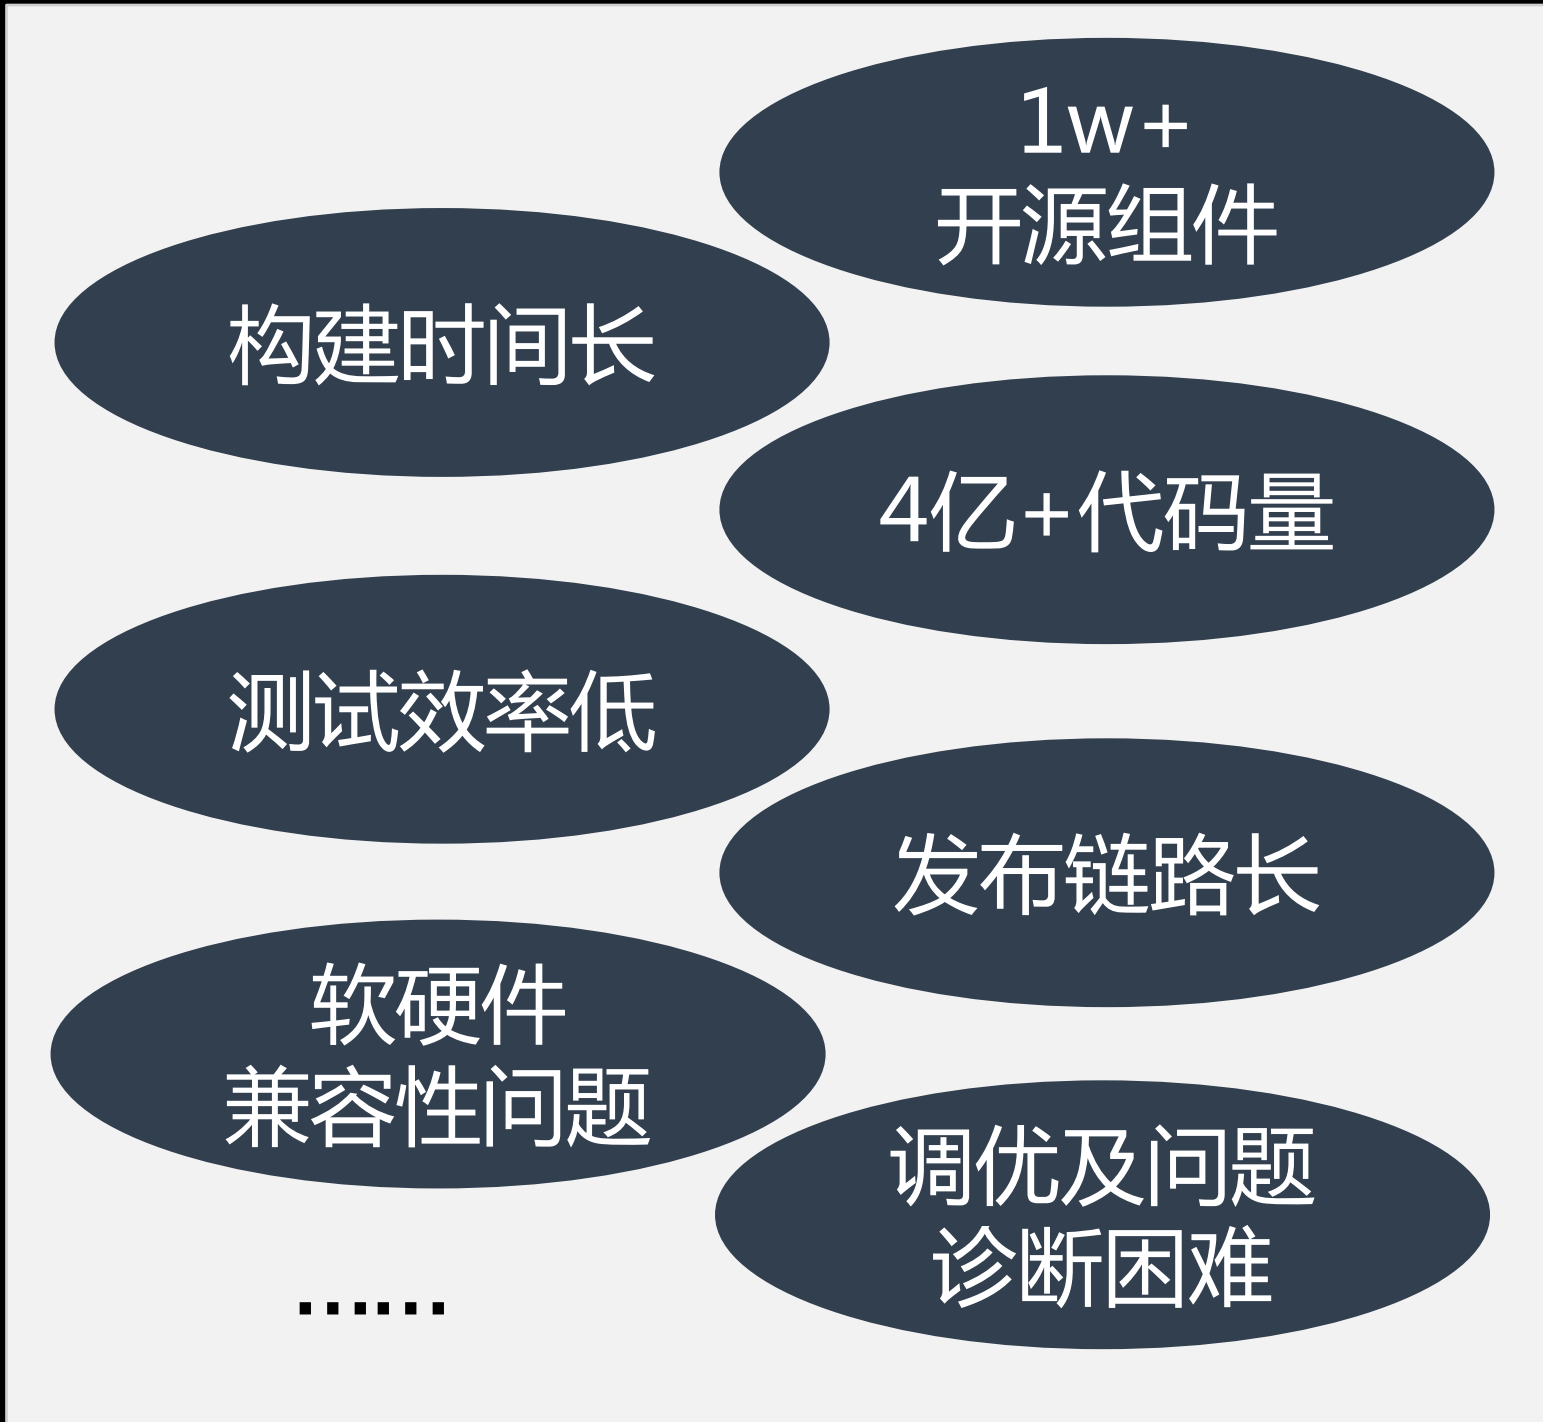 1w+
开源组件
构建时间长
4亿+代码量
测试效率低
发布链路长
软硬件
兼容性问题
调优及问题
诊断困难
……